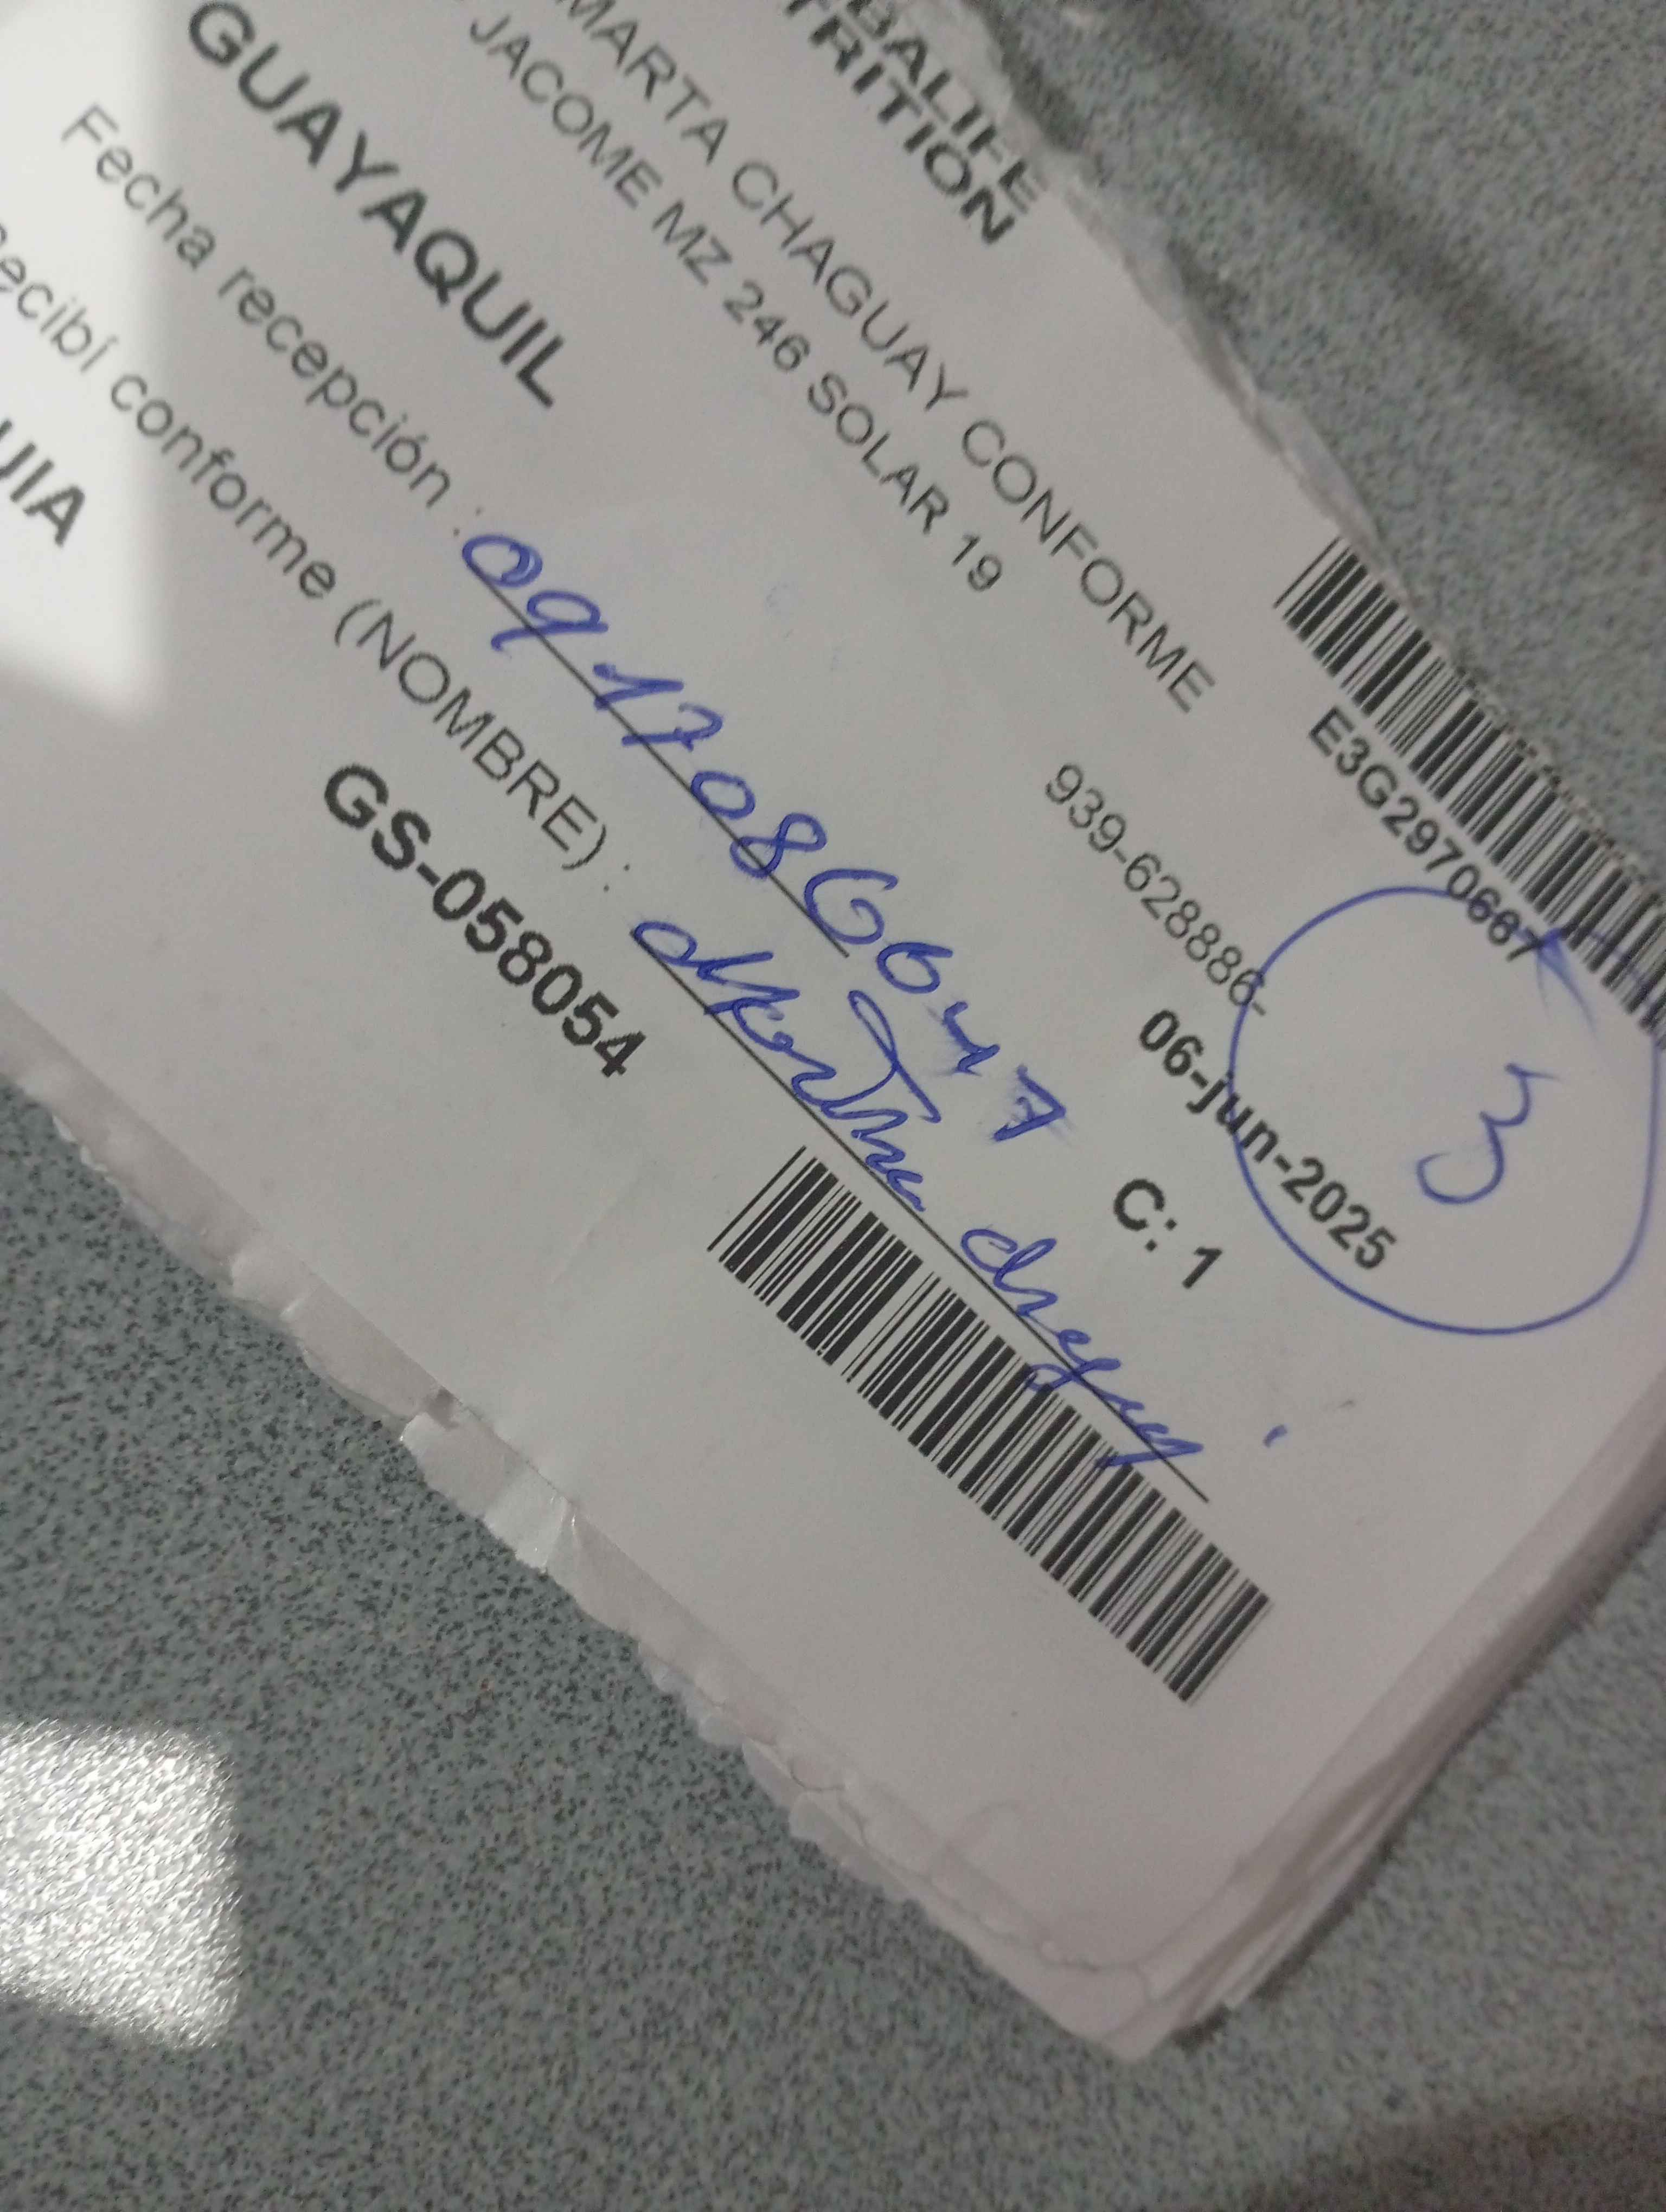 BALIFE
TRITION
E3G2970667
3
MARTA CHAGUAY CONFORME
JACOME MZ 246 SOLAR 19
939-628886-
06-jun-2025
GUAYAQUIL
C: 1
Fecha recepción :
ecibí conforme (NOMBRE) : Martha
UIA
GS-058054